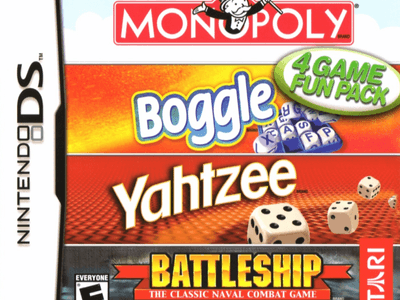 MONOPOLY
NINTENDO DS
4 GAME
FUN PACK
Boggle
Yahtzee
EVERYONE
E
BATTLESHIP
THE CLASSIC NAVAL COMBAT GAME
ATARI